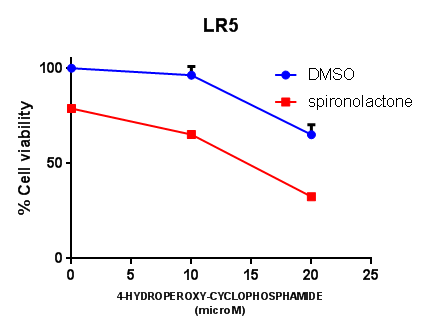 LR5
% Cell viability
100
50
0
DMSO
spironolactone
0 5 10 15 20 25
4-HYDROPEROXY-CYCLOPHOSPHAMIDE
(microM)